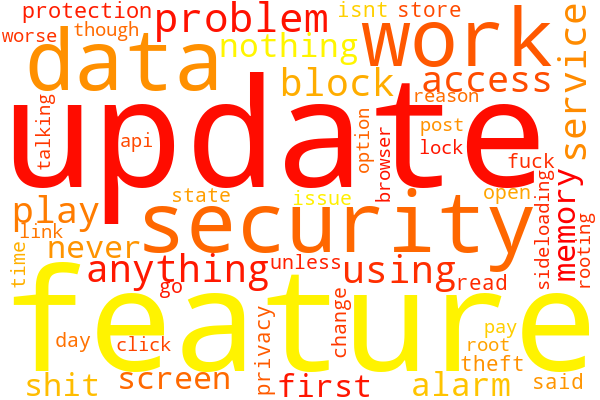 protection
problem
isnt
store
worse
though
nothing
work
service
data
block
access
reason
update
talking
api
option
browser
post
lock
fuck
play
state
security
issue
open
sideloading
memory
rooting
link
never
time
anything
go
unless
using
read
feature
day
click
privacy
change
pay
root
theft
shit
screen
first
alarm
said